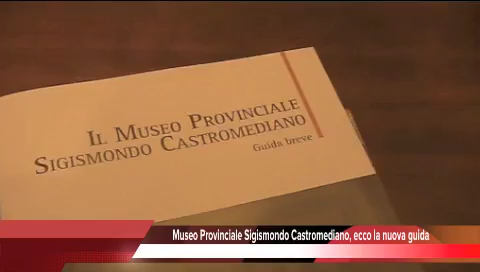 IL MUSEO PROVINCIALE
SIGISMONDO CASTROMEDIANO
Guida breve
Museo Provinciale Sigismondo Castromediano, ecco la nuova guida